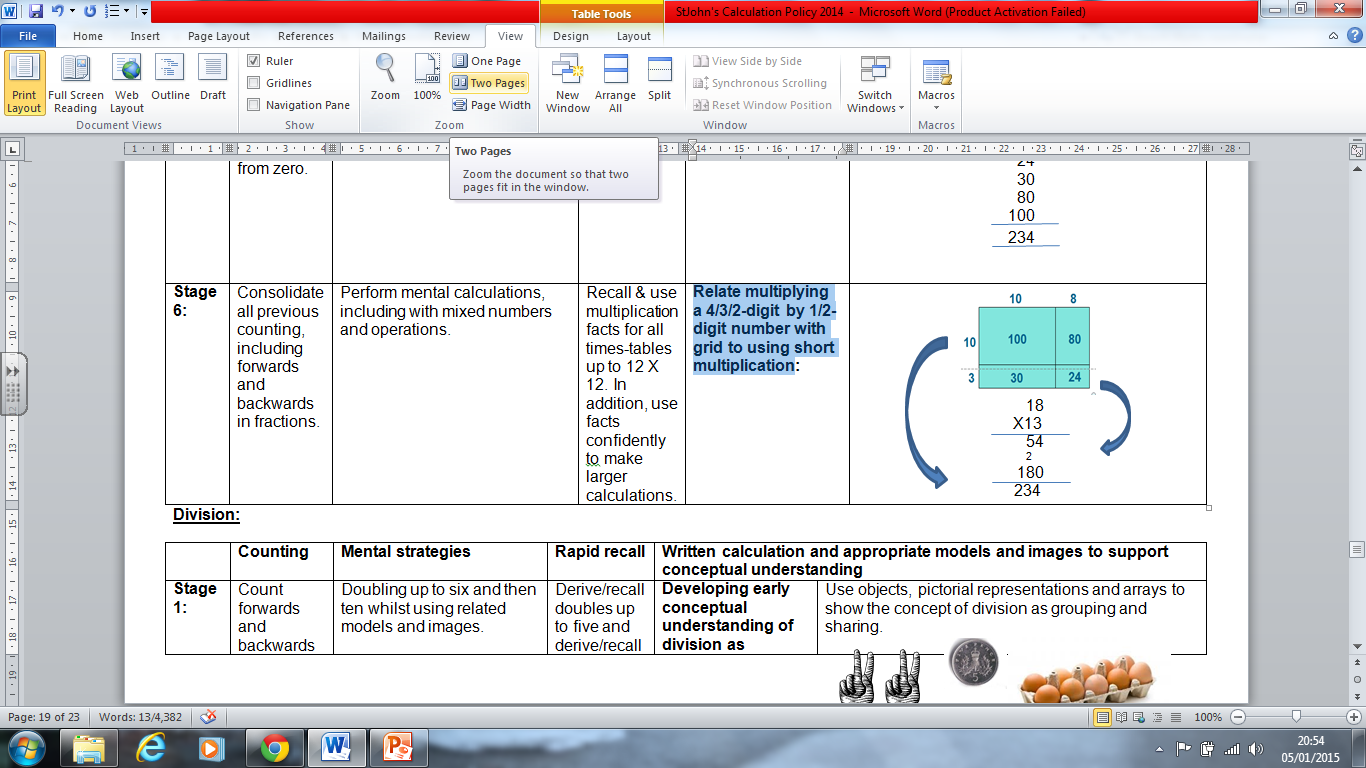 StJohn's Calculation Policy 2014 - Microsoft Word (Product Activation Failed)
Table Tools
File Home Insert Page Layout References Mailings Review View Design Layout
Print Layout
Full Screen Reading
Web Layout
Outline
Draft
Document Views
Ruler
Gridlines
Navigation Pane
Show
Zoom
100%
One Page
Two Pages
Page Width
Zoom
New Window
Arrange All
Split
View Side by Side
Synchronous Scrolling
Reset Window Position
Window
Switch Windows
Macros
Macros
Two Pages
Zoom the document so that two
pages fit in the window.
from zero.
24
30
80
100
234
Stage
6:
Consolidate
all previous
counting,
including
forwards
and
backwards
in fractions.
Perform mental calculations,
including with mixed numbers
and operations.
Recall & use
multiplication
facts for all
times-tables
up to 12 X
12. In
addition, use
facts
confidently
to make
larger
calculations.
Relate multiplying
a 4/3/2-digit by 1/2-
digit number with
grid to using short
multiplication:
10 8
10 100 80
3 30 24
18
X13
54
2
180
234
Division:
Counting
Mental strategies
Rapid recall
Written calculation and appropriate models and images to support
conceptual understanding
Stage
1:
Count
forwards
and
backwards
Doubling up to six and then
ten whilst using related
models and images.
Derive/recall
doubles up
to five and
derive/recall
Developing early
conceptual
understanding of
division as
Use objects, pictorial representations and arrays to
show the concept of division as grouping and
sharing.
5
Page: 19 of 23 Words: 13/4,382 100%
20:54
05/01/2015